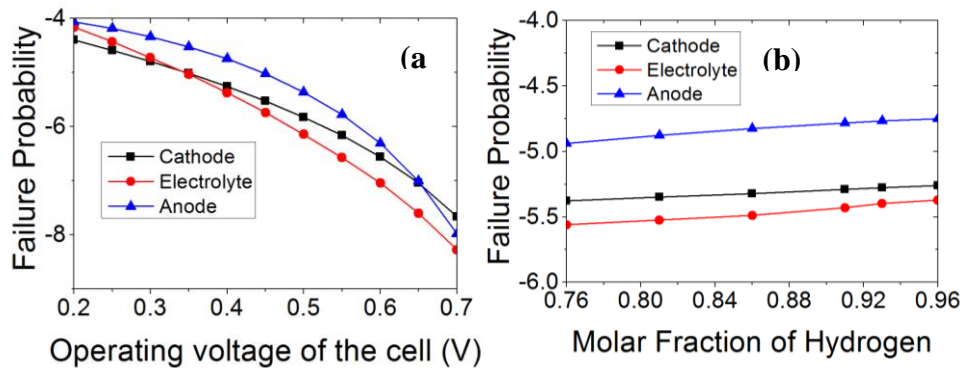 Failure Probability
-4
-6
-8
(a
Cathode
Electrolyte
Anode
0.2 0.3 0.4 0.5 0.6 0.7
Operating voltage of the cell (V)
Failure Probability
-4.0
-4.5
-5.0
-5.5
-6.0
Cathode
Electrolyte
Anode
(b)
0.76 0.80 0.84 0.88 0.92 0.96
Molar Fraction of Hydrogen